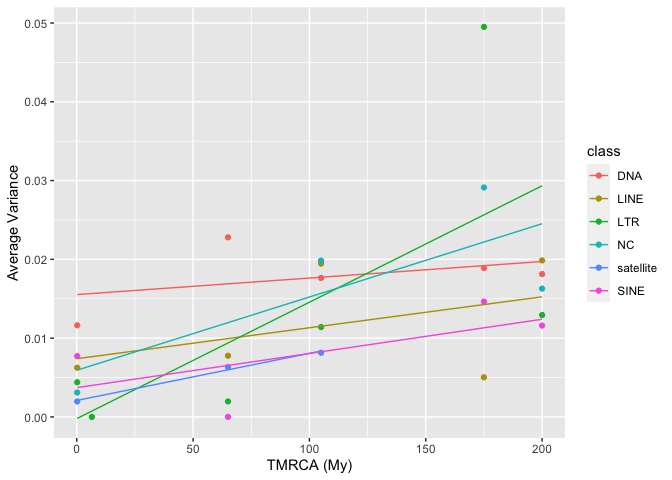 0.05
0.04
0.03
0.02
0.01
0.00
Average Variance
0 50 100 150 200
TMRCA (My)
class
DNA
LINE
LTR
NC
satellite
SINE